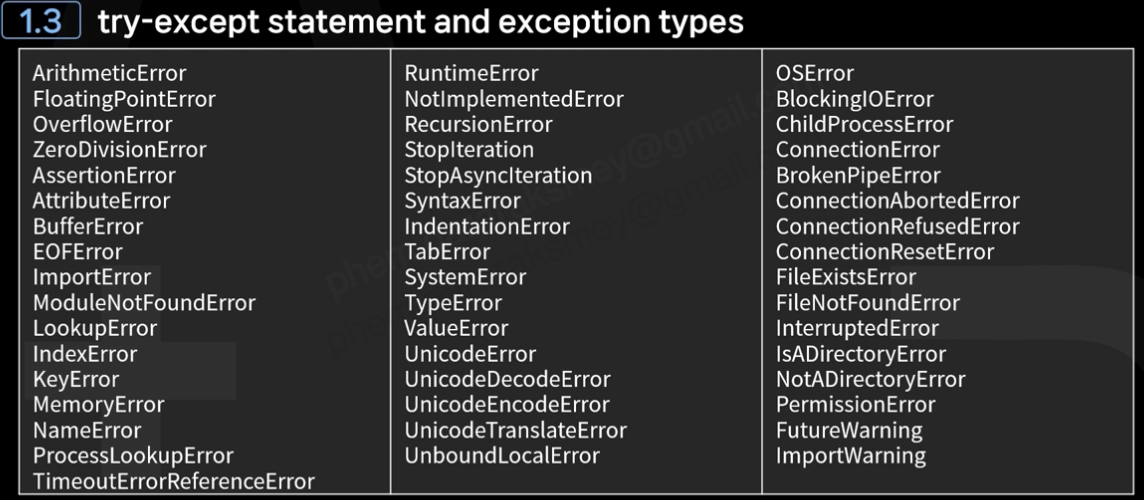 1.3 try-except statement and exception types
ArithmeticError
FloatingPointError
OverflowError
ZeroDivisionError
AssertionError
AttributeError
BufferError
EOFError
ImportError
ModuleNotFoundError
LookupError
IndexError
KeyError
MemoryError
NameError
ProcessLookupError
TimeoutErrorReferenceError
RuntimeError
NotImplementedError
RecursionError
StopIteration
StopAsyncIteration
SyntaxError
IndentationError
TabError
SystemError
TypeError
ValueError
UnicodeError
UnicodeDecodeError
UnicodeEncodeError
UnicodeTranslateError
UnboundLocalError
OSError
BlockingIOError
ChildProcessError
ConnectionError
BrokenPipeError
ConnectionAbortedError
ConnectionRefusedError
ConnectionResetError
FileExistsError
FileNotFoundError
InterruptedError
IsADirectoryError
NotADirectoryError
PermissionError
FutureWarning
ImportWarning